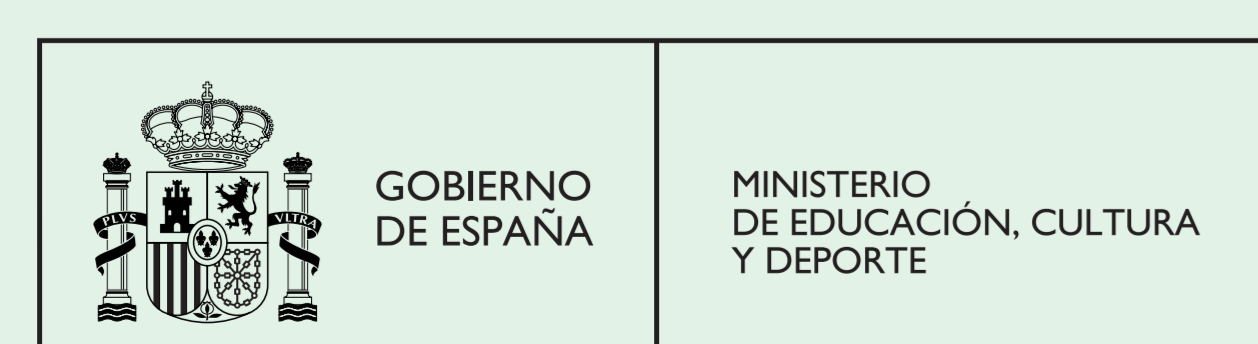 PLVS
VLTRA
GOBIERNO
DE ESPAÑA
MINISTERIO
DE EDUCACIÓN, CULTURA
Y DEPORTE